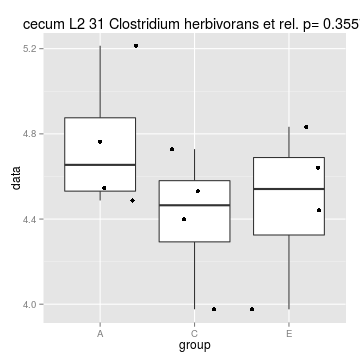 cecum L2 31 Clostridium herbivorans et rel. p= 0.355
5.2
4.8
4.4
4.0
data
A
C
E
group